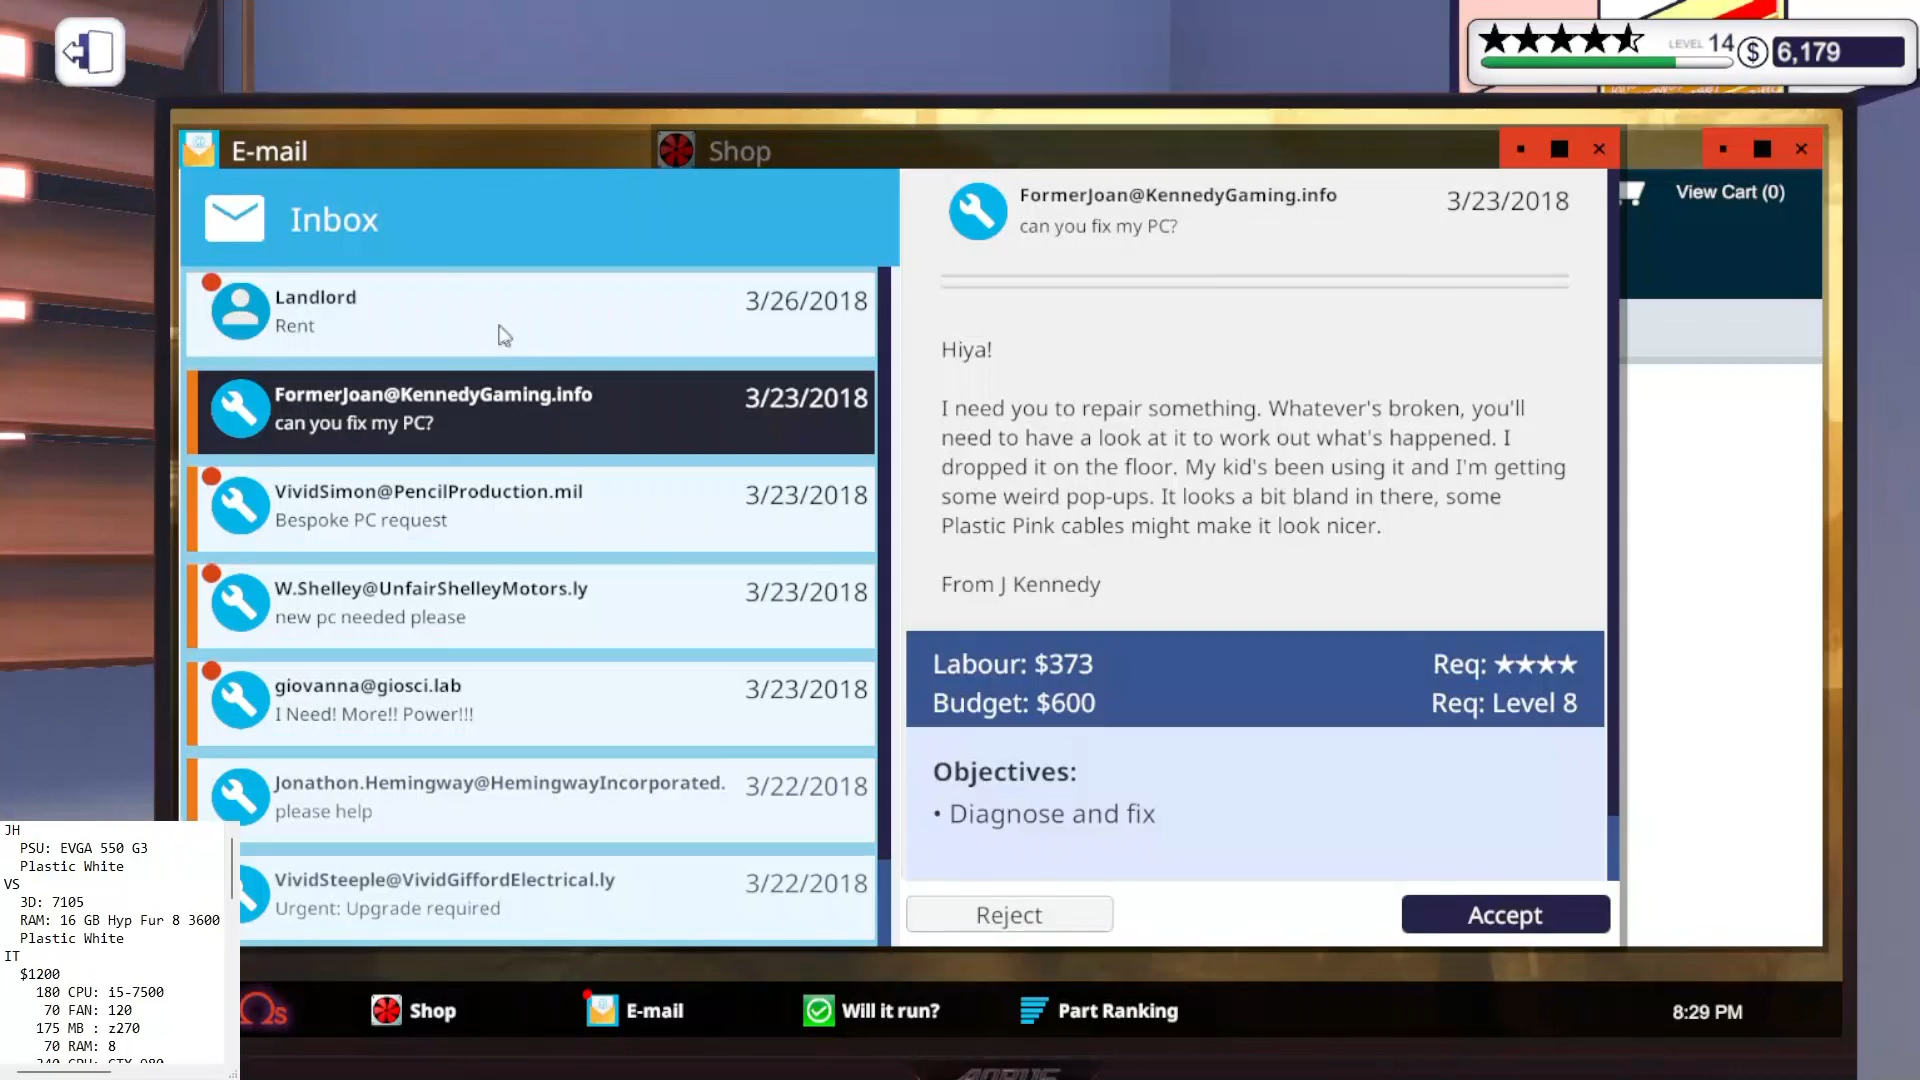 LEVEL 14
$ 6,179
E-mail
Shop
View Cart (0)
Inbox
Landlord
3/26/2018
Rent
FormerJoan@KennedyGaming.info
3/23/2018
can you fix my PC?
VividSimon@PencilProduction.mil
3/23/2018
Bespoke PC request
W.Shelley@UnfairShelleyMotors.ly
3/23/2018
new pc needed please
giovanna@giosci.lab
3/23/2018
I Need! More!! Power!!!
Jonathon.Hemingway@HemingwayIncorporated.
3/22/2018
please help
VividSteeple@VividGiffordElectrical.ly
3/22/2018
Urgent: Upgrade required
FormerJoan@KennedyGaming.info
3/23/2018
can you fix my PC?
Hiya!
I need you to repair something. Whatever's broken, you'll
need to have a look at it to work out what's happened. I
dropped it on the floor. My kid's been using it and I'm getting
some weird pop-ups. It looks a bit bland in there, some
Plastic Pink cables might make it look nicer.
From J Kennedy
Labour: $373
Req: ★★★★
Budget: $600
Req: Level 8
Objectives:
• Diagnose and fix
Reject
Accept
JH
PSU: EVGA 550 G3
Plastic White
VS
3D: 7105
RAM: 16 GB Hyp Fur 8 3600
Plastic White
IT
$1200
180 CPU: i5-7500
70 FAN: 120
175 MB : z270
70 RAM: 8
Shop
E-mail
Will it run?
Part Ranking
8:29 PM